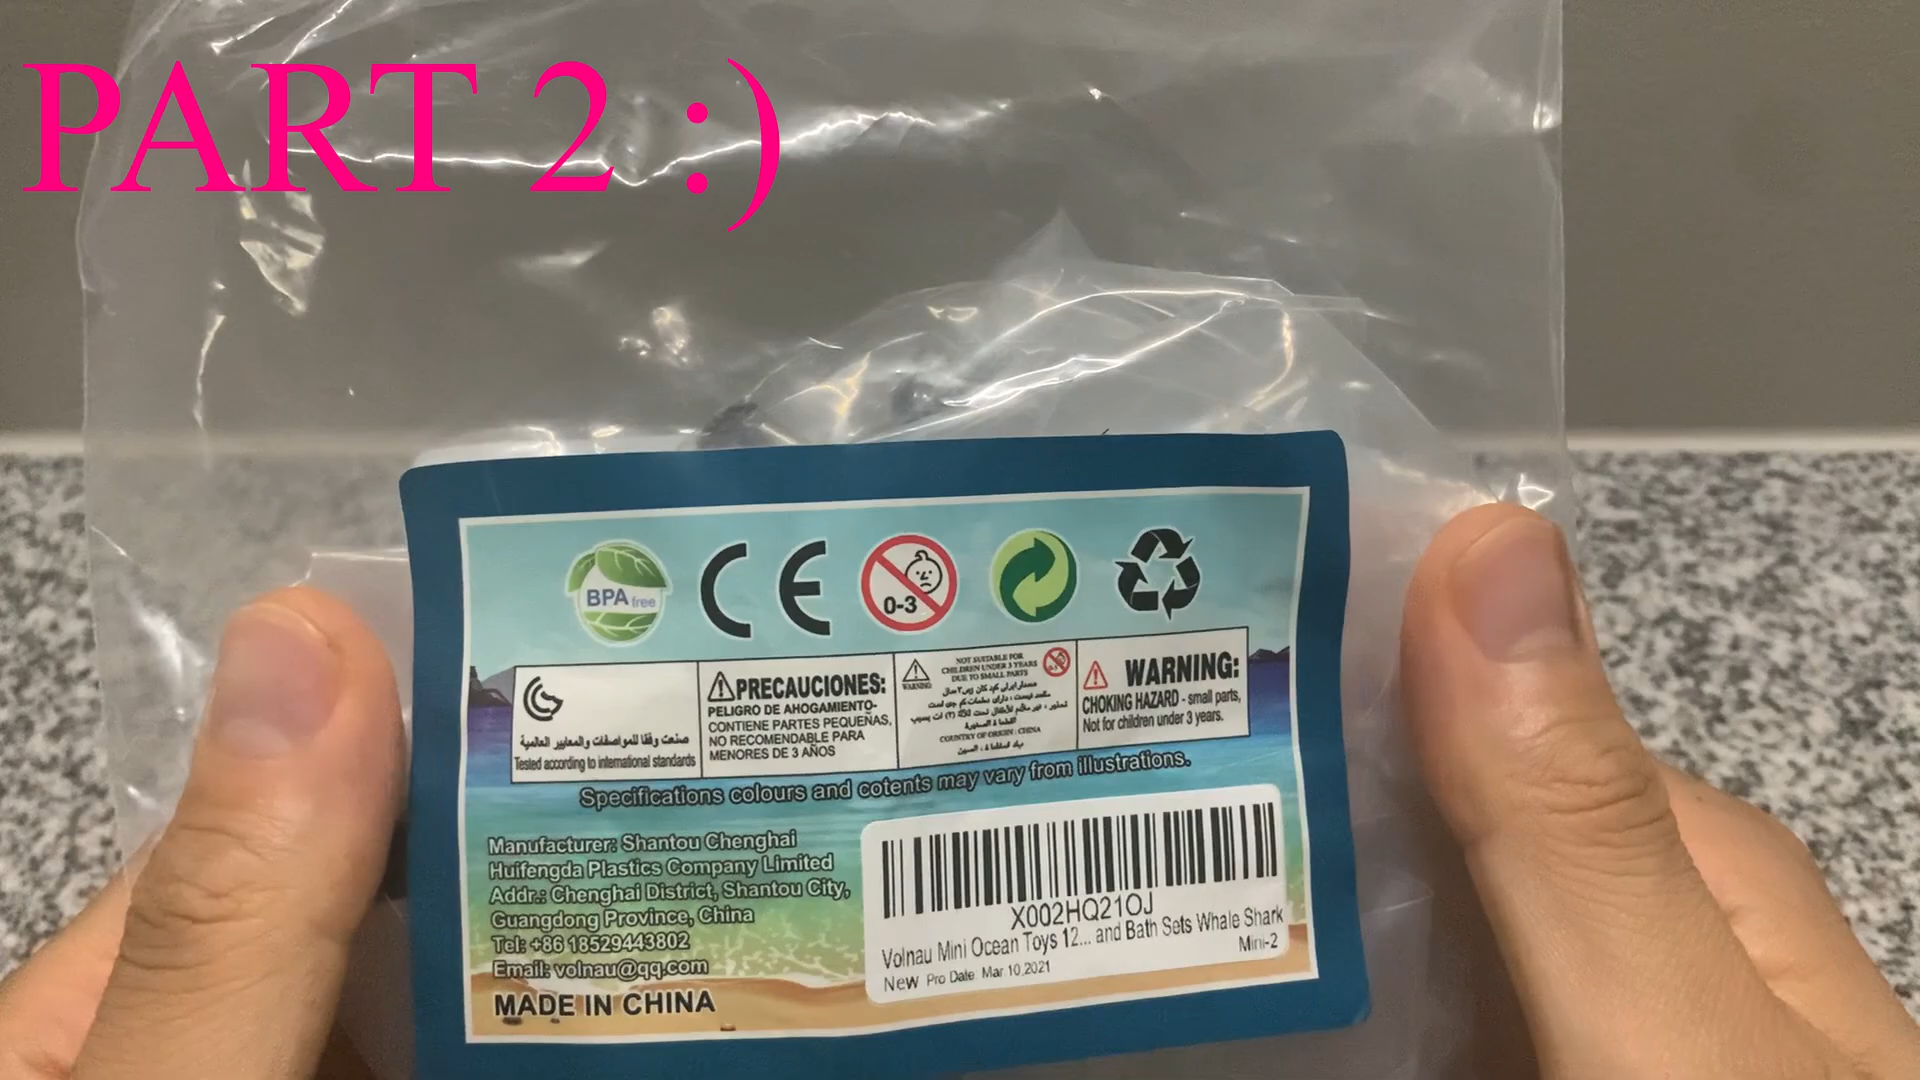 PART 2 :)
BPA free
CE
0-3
صنعت وفقا للمواصفات والمعايير العالمية
Tested according to international standards
PRECAUCIONES:
PELIGRO DE AHOGAMIENTO-
CONTIENE PARTES PEQUEÑAS,
NO RECOMENDABLE PARA
MENORES DE 3 AÑOS
WARNING
NOT SUITABLE FOR
CHILDREN UNDER 3 YEARS
DUE TO SMALL PARTS
COUNTRY OF ORIGIN : CHINA
WARNING:
CHOKING HAZARD - small parts,
Not for children under 3 years.
Specifications colours and cotents may vary from illustrations.
Manufacturer: Shantou Chenghai
Huifengda Plastics Company Limited
Addr.: Chenghai District, Shantou City,
Guangdong Province, China
Tel: +86 18529443802
Email: volnau@qq.com
MADE IN CHINA
X002HQ21OJ
Volnau Mini Ocean Toys 12... and Bath Sets Whale Shark
Mini-2
New Pro Date. Mar 10,2021